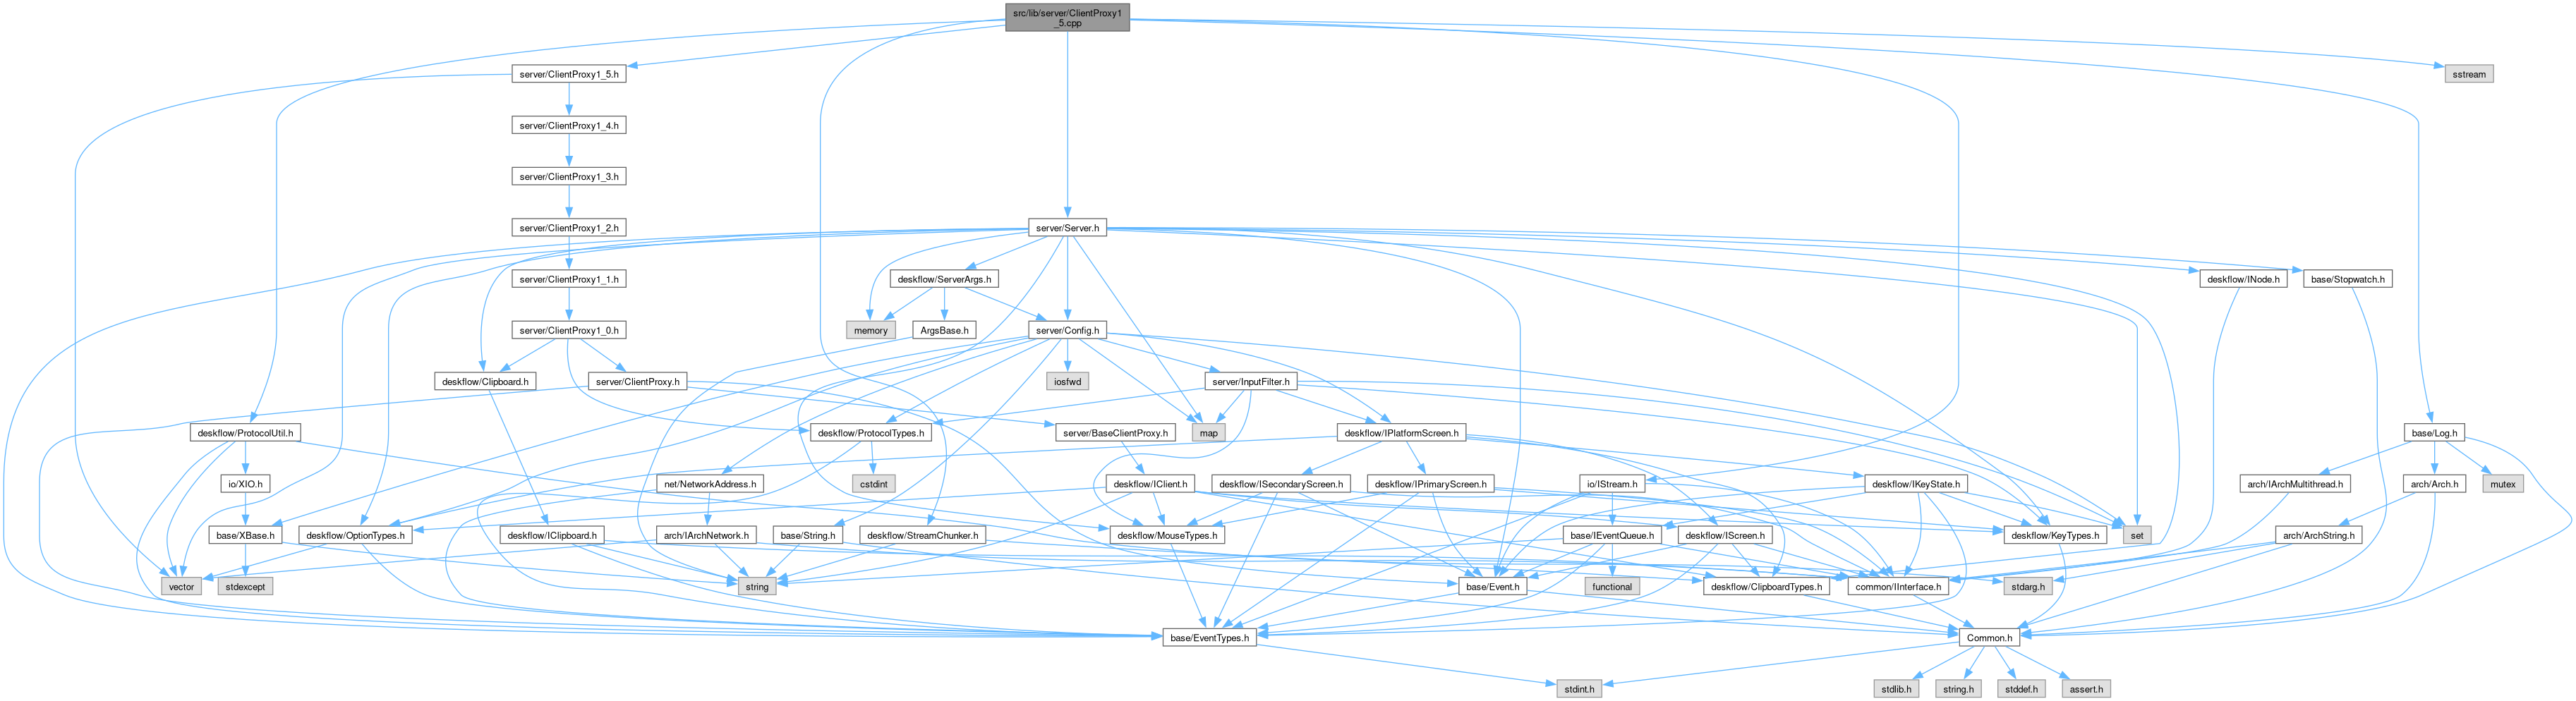 src/lib/server/ClientProxy1
_5.cpp
server/ClientProxy1_5.h
sstream
server/ClientProxy1_4.h
server/ClientProxy1_3.h
server/ClientProxy1_2.h
server/Server.h
server/ClientProxy1_1.h
deskflow/ServerArgs.h
deskflow/INode.h
base/Stopwatch.h
server/ClientProxy1_0.h
memory
ArgsBase.h
server/Config.h
deskflow/Clipboard.h
server/ClientProxy.h
iosfwd
server/InputFilter.h
deskflow/ProtocolUtil.h
deskflow/ProtocolTypes.h
server/BaseClientProxy.h
map
deskflow/IPlatformScreen.h
base/Log.h
io/XIO.h
net/NetworkAddress.h
cstdint
deskflow/IClient.h
deskflow/ISecondaryScreen.h
deskflow/IPrimaryScreen.h
io/IStream.h
deskflow/IKeyState.h
arch/IArchMultithread.h
arch/Arch.h
mutex
base/XBase.h
deskflow/OptionTypes.h
deskflow/IClipboard.h
arch/IArchNetwork.h
base/String.h
deskflow/StreamChunker.h
deskflow/MouseTypes.h
base/IEventQueue.h
deskflow/IScreen.h
deskflow/KeyTypes.h
set
arch/ArchString.h
vector
stdexcept
string
base/Event.h
functional
deskflow/ClipboardTypes.h
common/IInterface.h
stdarg.h
base/EventTypes.h
Common.h
stdint.h
stdlib.h
string.h
stddef.h
assert.h